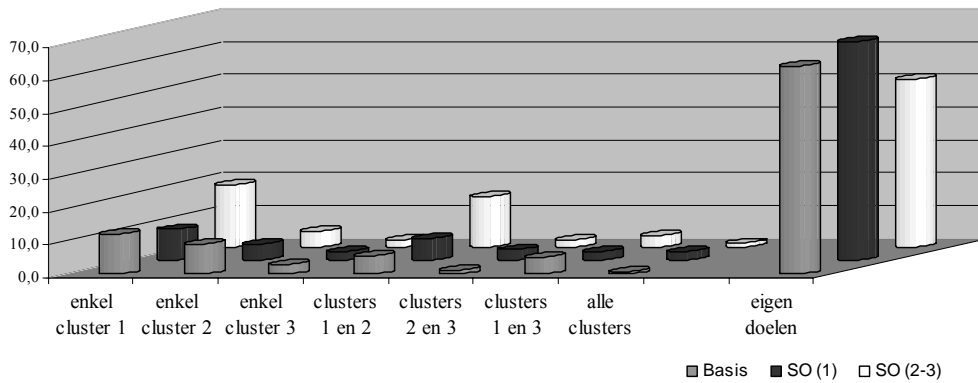 70,0
60,0
50,0
40,0
30,0
20,0
10,0
0,0
enkel cluster 1
enkel cluster 2
enkel cluster 3
clusters 1 en 2
clusters 2 en 3
clusters 1 en 3
alle clusters
eigen doelen
Basis SO (1) SO (2-3)